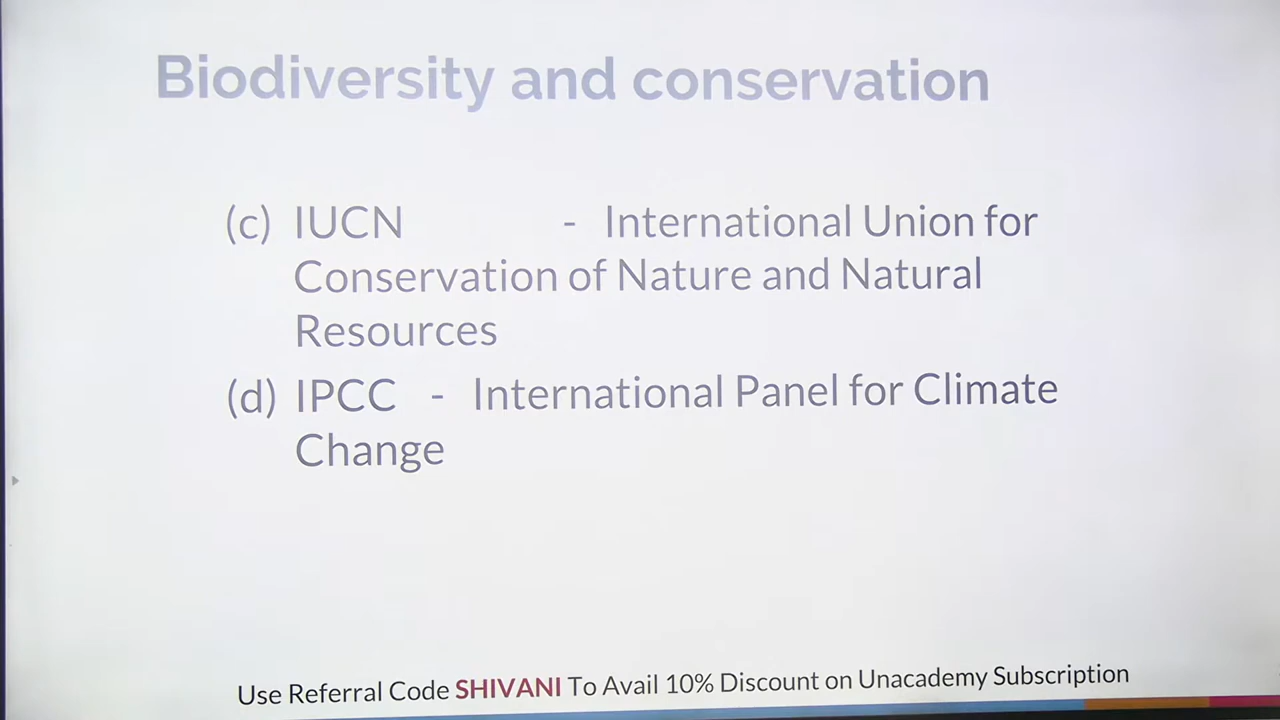 Biodiversity and conservation
(c) IUCN - International Union for
Conservation of Nature and Natural
Resources
(d) IPCC - International Panel for Climate
Change
Use Referral Code SHIVANI To Avail 10% Discount on Unacademy Subscription